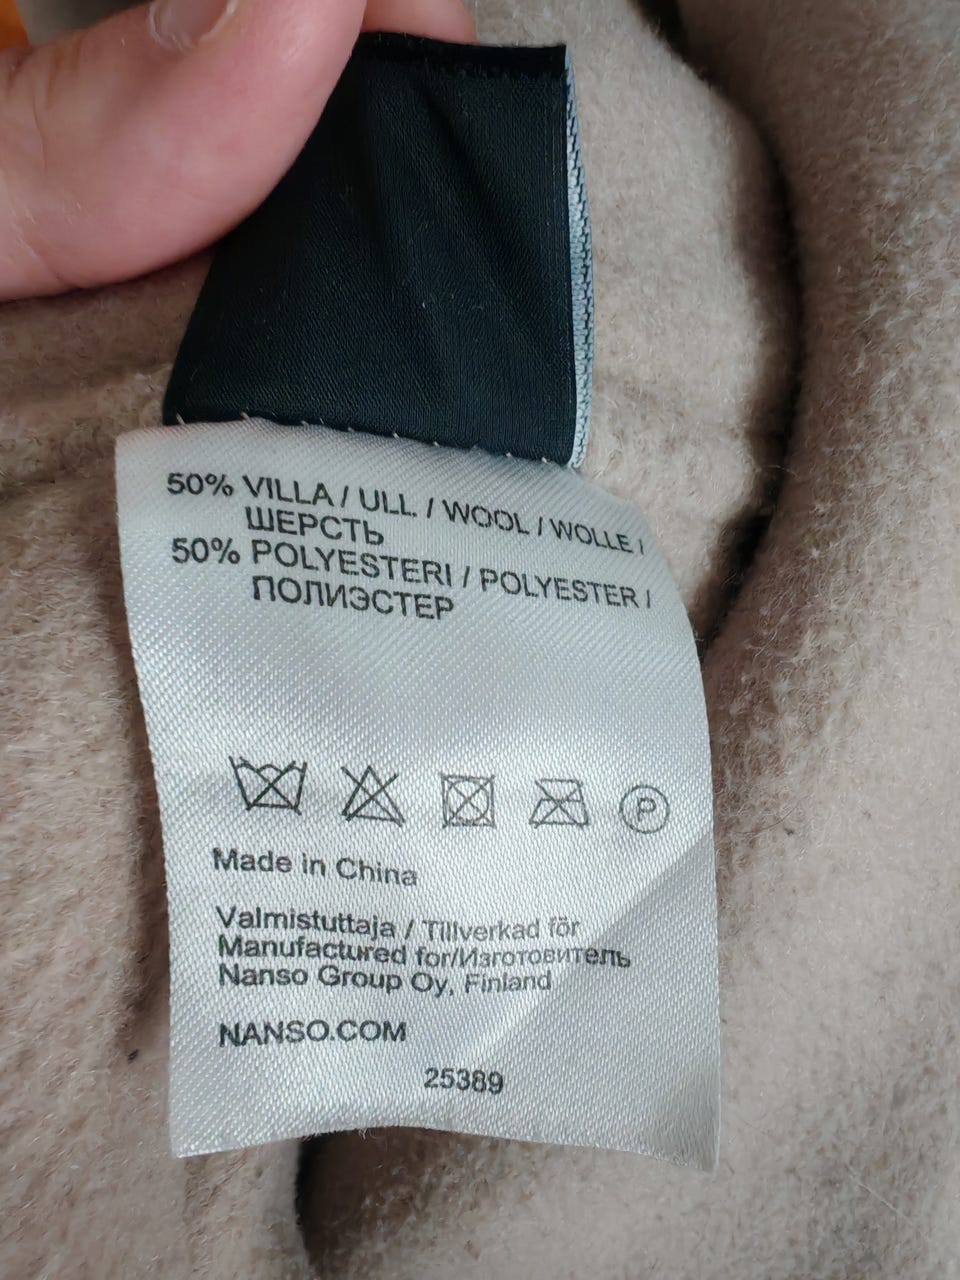 50% VILLA / ULL / WOOL / WOLLE /
ШЕРСТЬ
50% POLYESTERI / POLYESTER /
ПОЛИЭСТЕР
P
Made in China
Valmistuttaja / Tillverkad för
Manufactured for/Изготовитель
Nanso Group Oy, Finland
NANSO.COM
25389